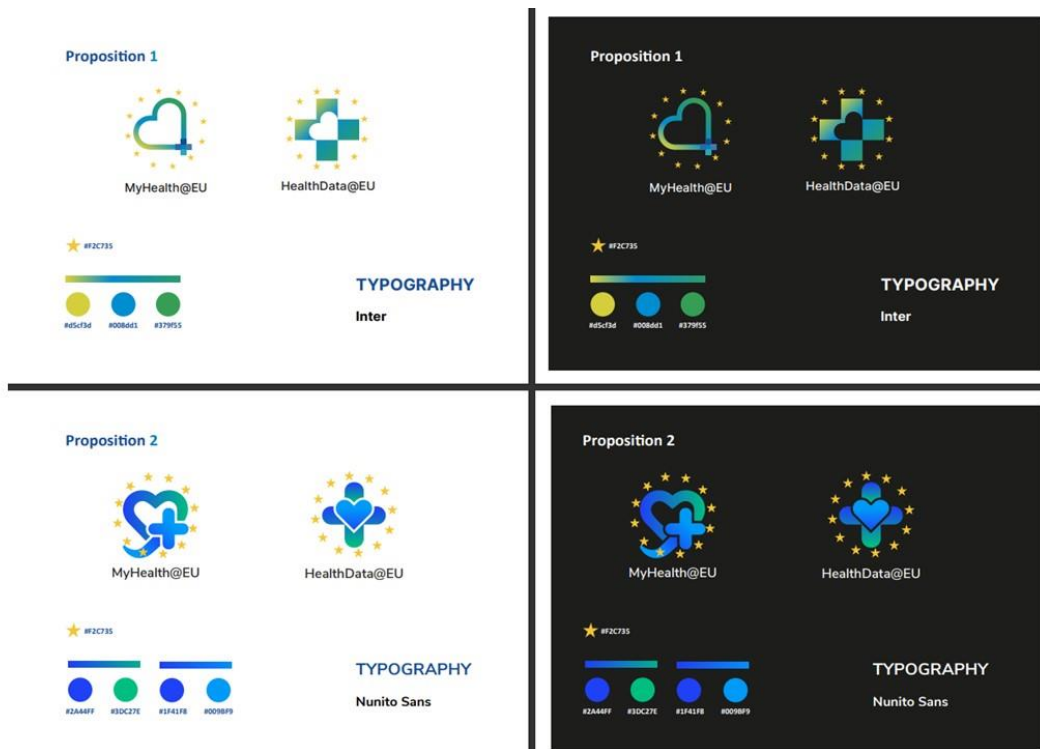 Proposition 1
MyHealth@EU
HealthData@EU
#F2C735
#d5cf3d #008dd1 #379f55
TYPOGRAPHY
Inter
Proposition 1
MyHealth@EU
HealthData@EU
#F2C735
#d5cf3d #008dd1 #379f55
TYPOGRAPHY
Inter
Proposition 2
MyHealth@EU
HealthData@EU
#F2C735
#2A44FF #3DC27E #1F41F8 #009BF9
TYPOGRAPHY
Nunito Sans
Proposition 2
MyHealth@EU
HealthData@EU
#F2C735
#2A44FF #3DC27E #1F41F8 #009BF9
TYPOGRAPHY
Nunito Sans